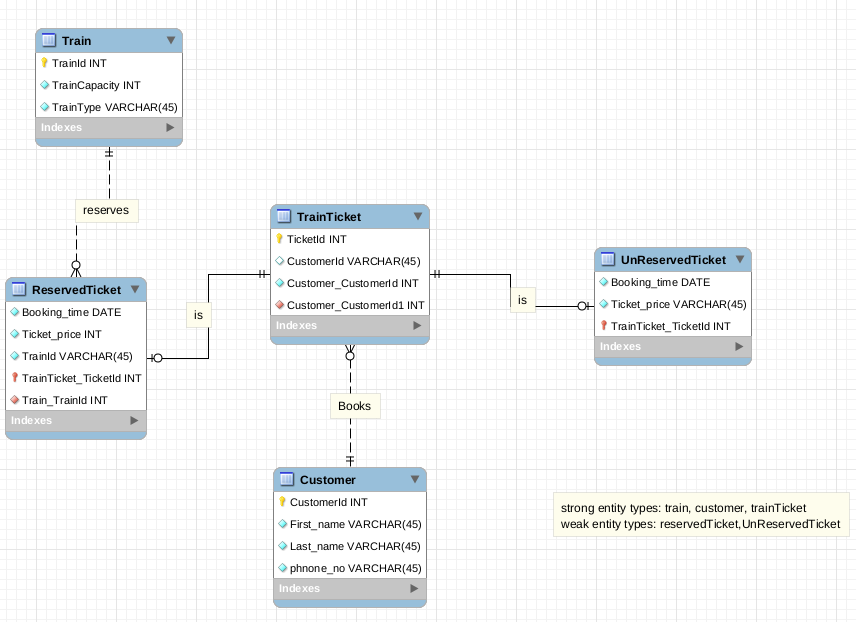 Train
TrainId INT
TrainCapacity INT
TrainType VARCHAR(45)
Indexes
reserves
ReservedTicket
Booking_time DATE
Ticket_price INT
TrainId VARCHAR(45)
TrainTicket_TicketId INT
Train_TrainId INT
Indexes
is
TrainTicket
TicketId INT
CustomerId VARCHAR(45)
Customer_CustomerId INT
Customer_CustomerId1 INT
Indexes
is
UnReservedTicket
Booking_time DATE
Ticket_price VARCHAR(45)
TrainTicket_TicketId INT
Indexes
Books
Customer
CustomerId INT
First_name VARCHAR(45)
Last_name VARCHAR(45)
phnone_no VARCHAR(45)
Indexes
strong entity types: train, customer, trainTicket
weak entity types: reservedTicket,UnReservedTicket